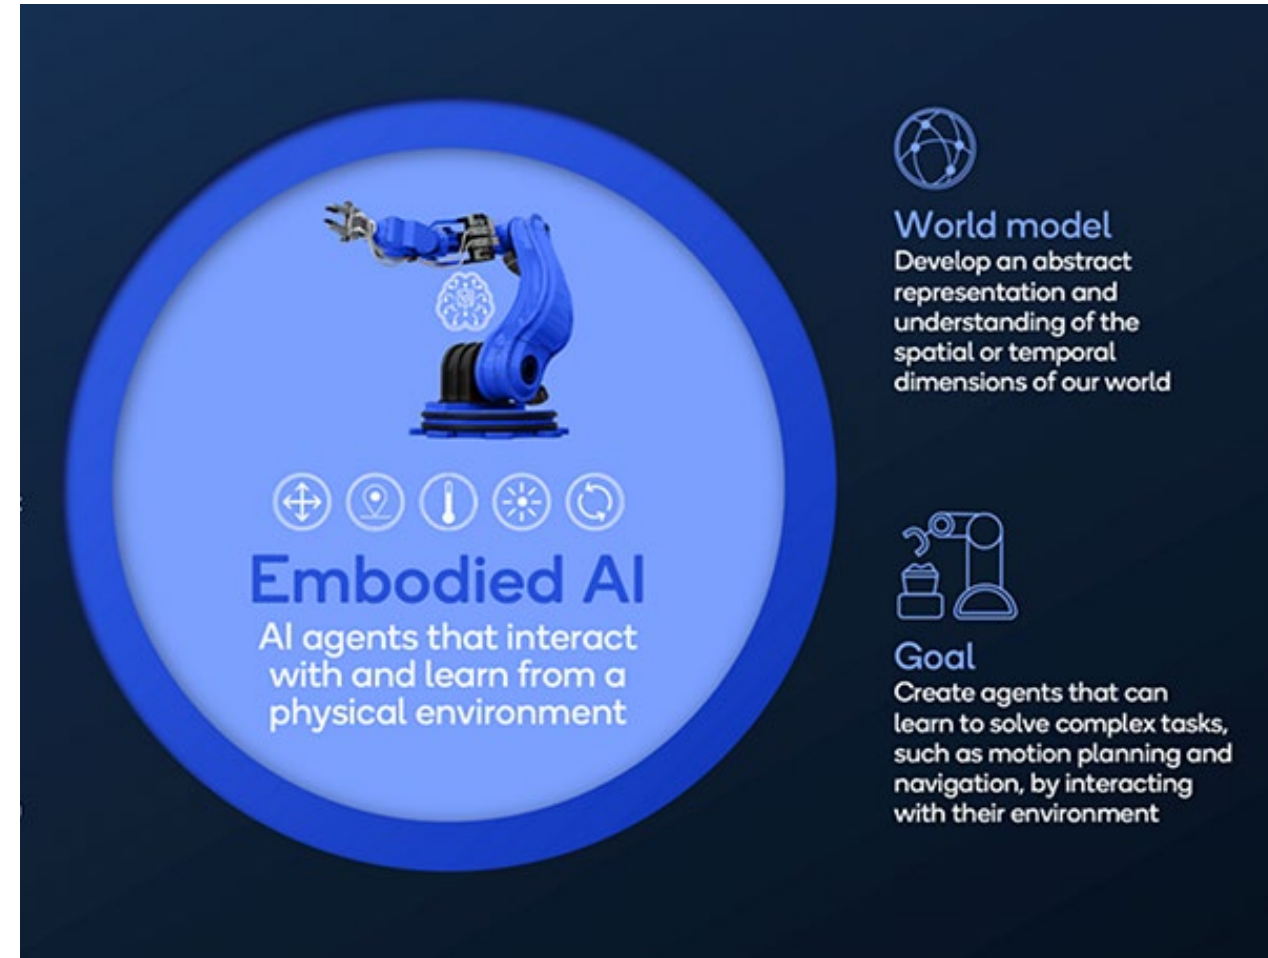 Embodied AI
AI agents that interact
with and learn from a
physical environment
World model
Develop an abstract
representation and
understanding of the
spatial or temporal
dimensions of our world
Goal
Create agents that can
learn to solve complex tasks,
such as motion planning and
navigation, by interacting
with their environment